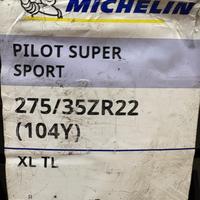 MICHELIN
PILOT SUPER
SPORT
275/35ZR22
(104Y)
XL TL